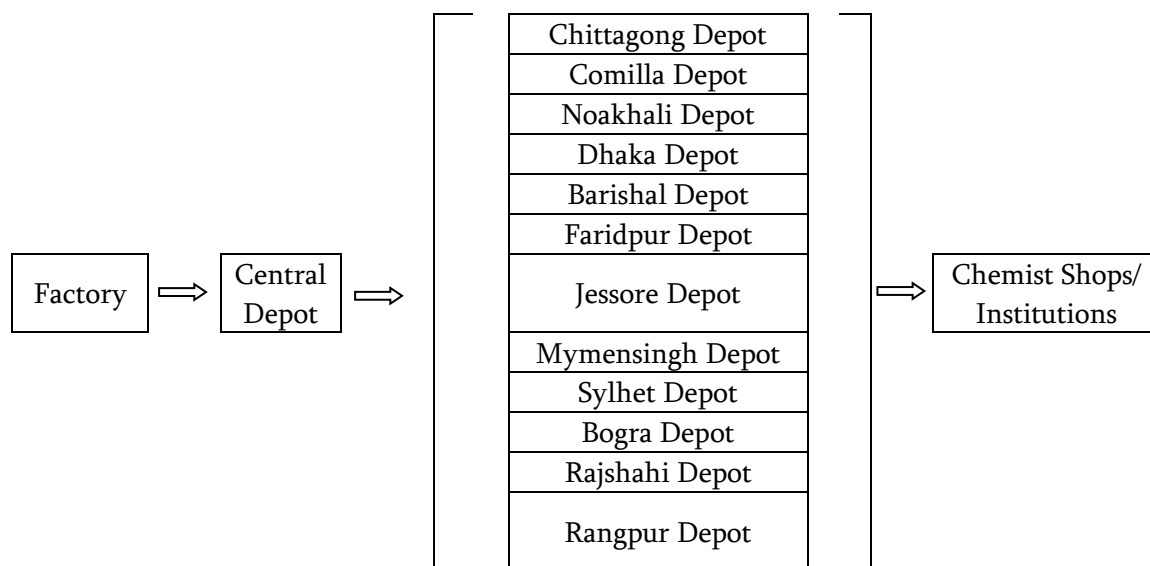 Factory
Central
Depot
Chittagong Depot
Comilla Depot
Noakhali Depot
Dhaka Depot
Barishal Depot
Faridpur Depot
Jessore Depot
Mymensingh Depot
Sylhet Depot
Bogra Depot
Rajshahi Depot
Rangpur Depot
Chemist Shops/
Institutions